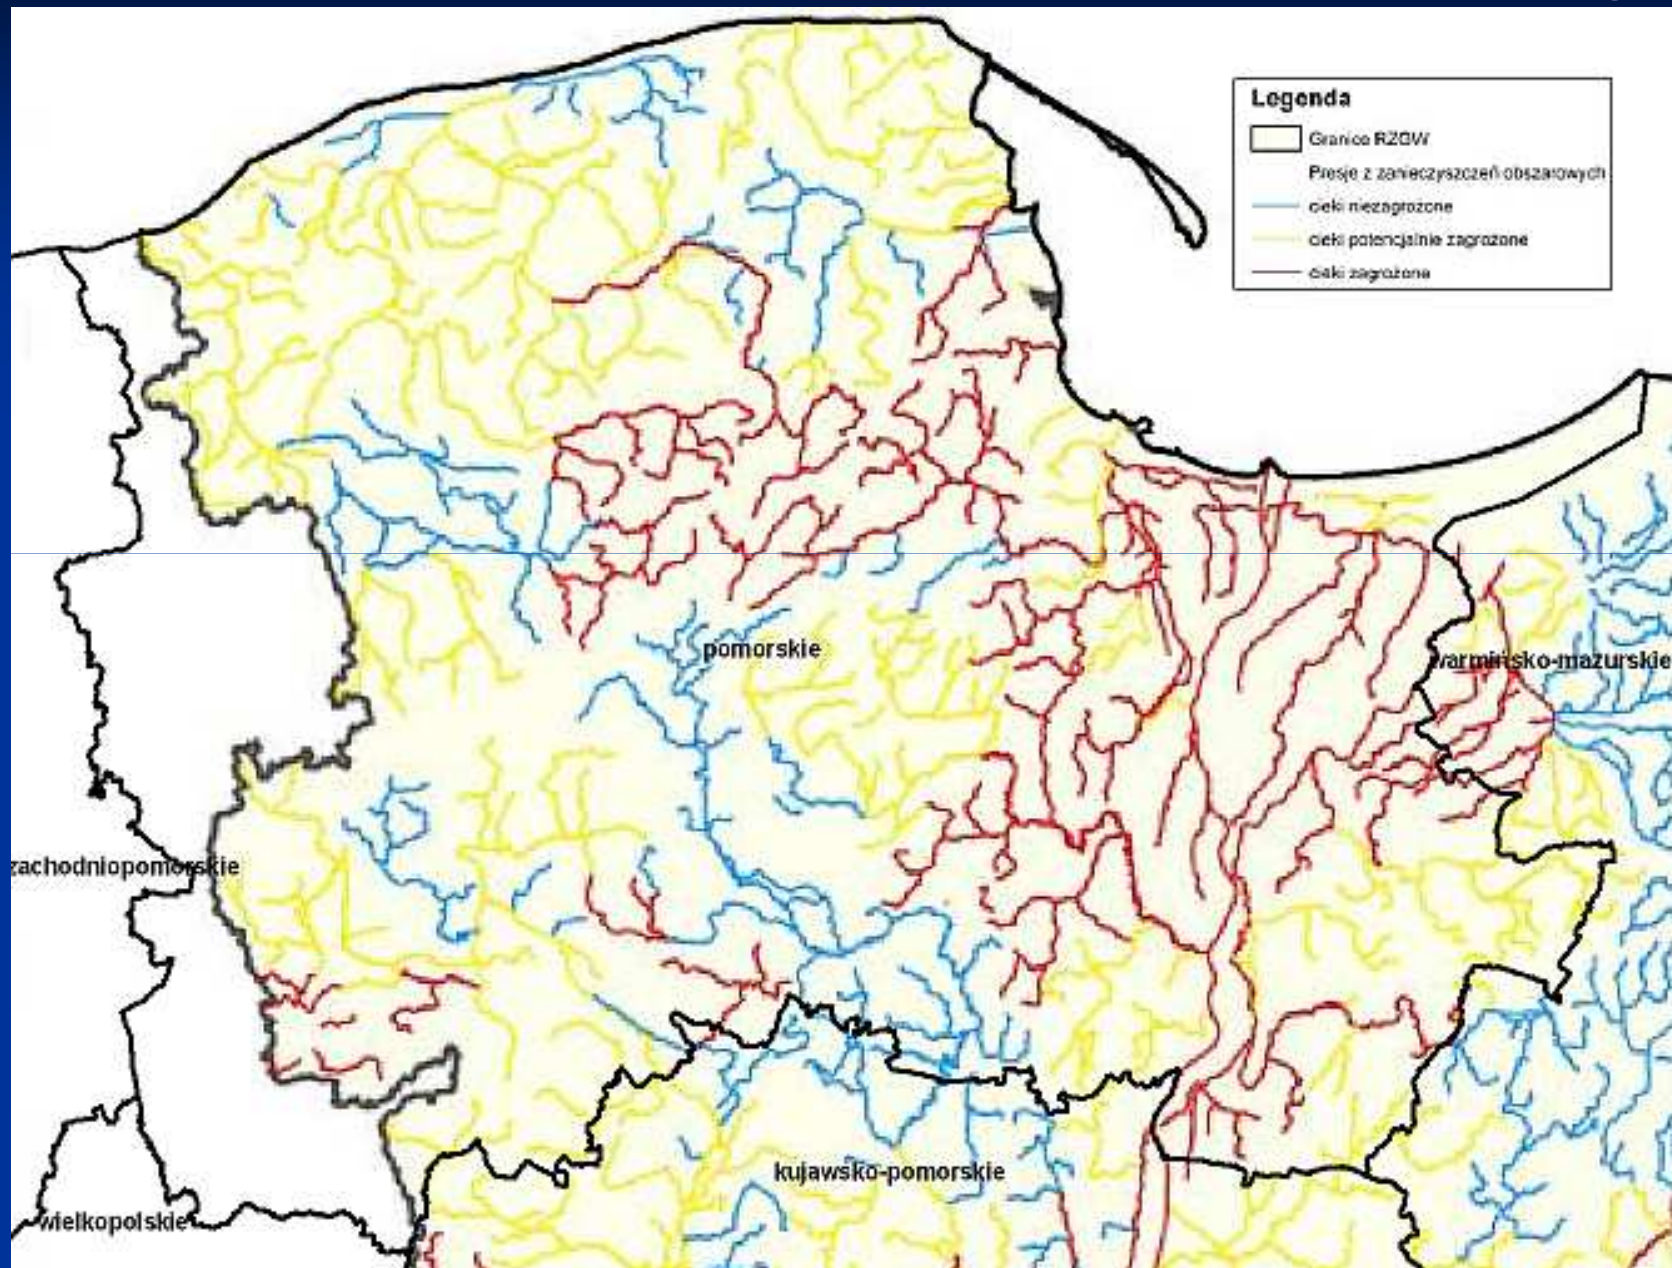 Legenda
Granice RZGW
Presje z zanieczyszczeń obszarowych
cieki niezagrożone
cieki potencjalnie zagrożone
cieki zagrożone
pomorskie
warmińsko-mazurskie
zachodniopomorskie
kujawsko-pomorskie
wielkopolskie